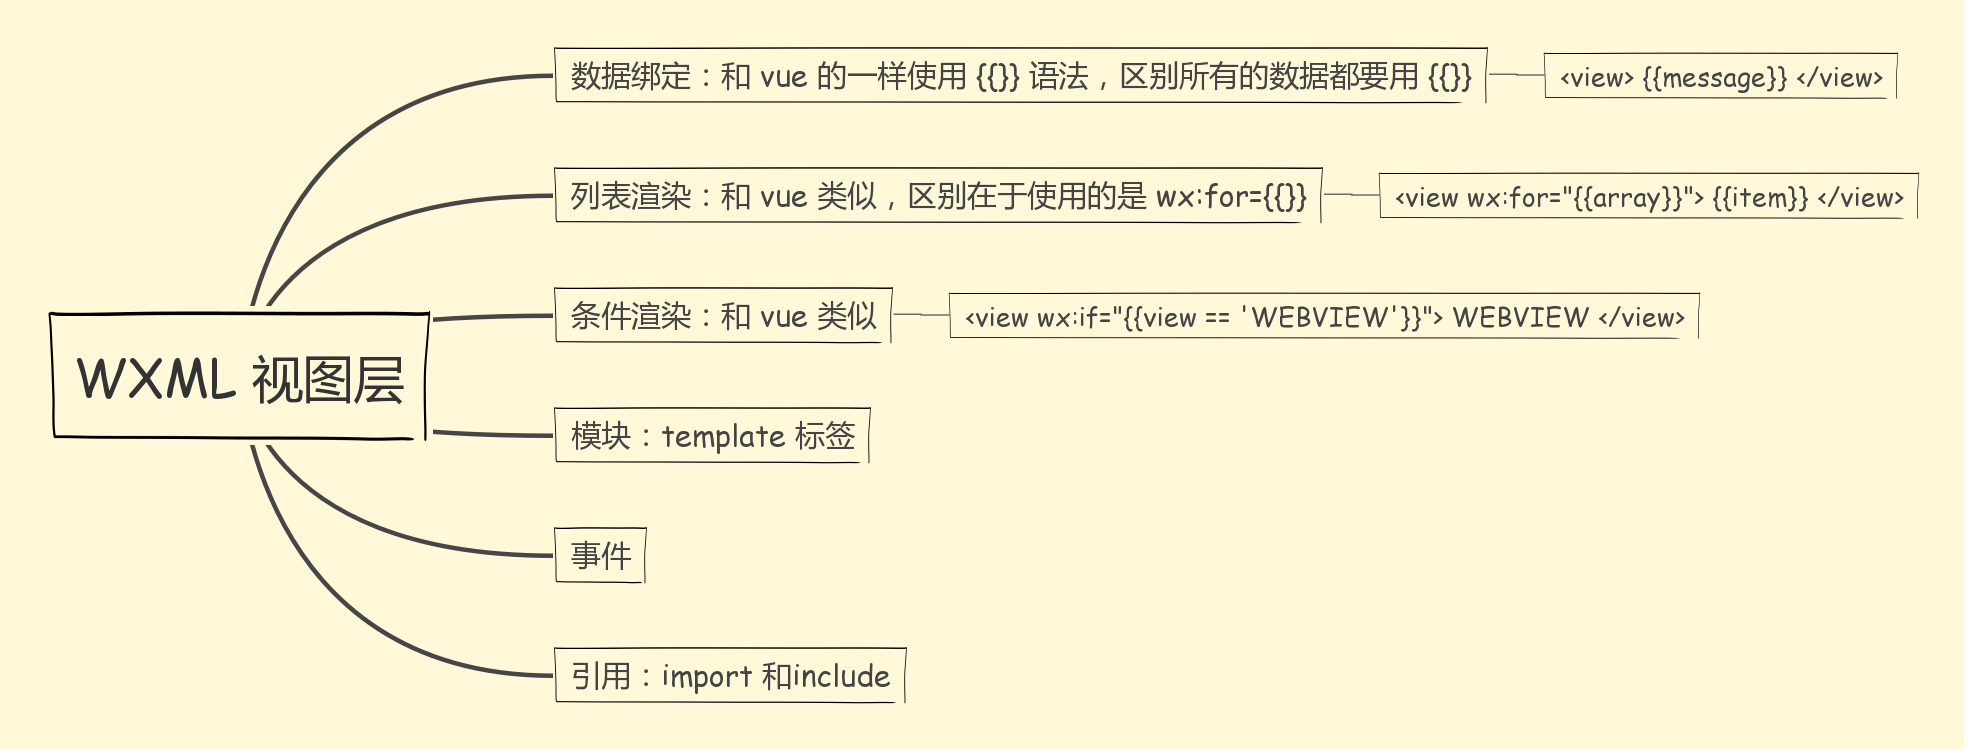 数据绑定：和 vue 的一样使用 {{}} 语法，区别所有的数据都要用 {{}}
<view> {{message}} </view>
列表渲染：和 vue 类似，区别在于使用的是 wx:for={{}}
<view wx:for="{{array}}"> {{item}} </view>
条件渲染：和 vue 类似
<view wx:if="{{view == 'WEBVIEW'}}"> WEBVIEW </view>
WXML 视图层
模块：template 标签
事件
引用：import 和include